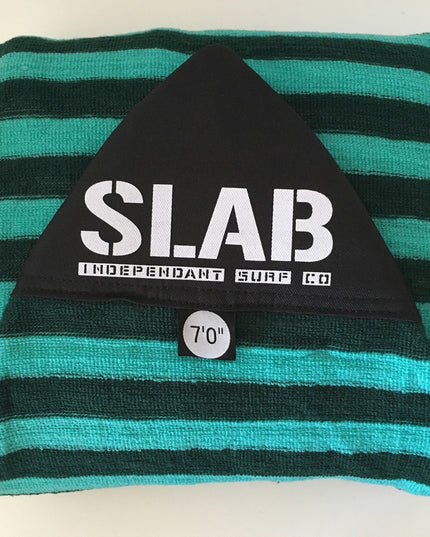 SLAB
INDEPENDANT SURF CO
7'0"